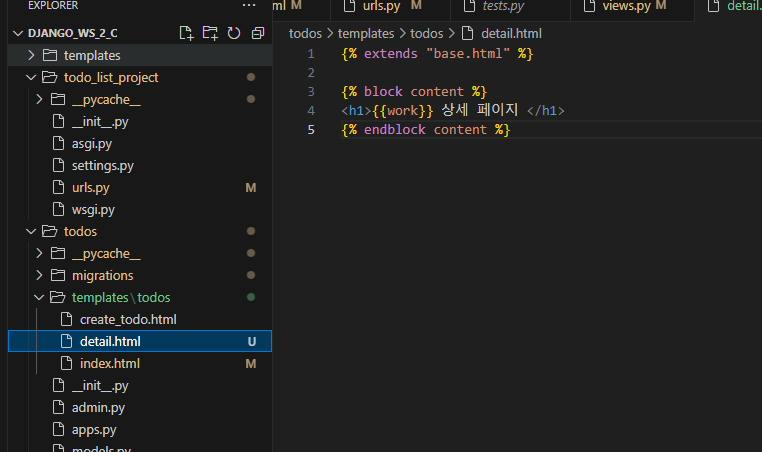 EXPLORER ...
DJANGO_WS_2_C
templates
todo_list_project
__pycache__
__init__.py
asgi.py
settings.py
urls.py M
wsgi.py
todos
__pycache__
migrations
templates\todos
create_todo.html
detail.html U
index.html M
__init__.py
admin.py
apps.py
models.py
ml urls.py M tests.py views.py M detail.
todos > templates > todos > detail.html
1 {% extends "base.html" %}
2
3 {% block content %}
4 <h1>{{work}} 상세 페이지 </h1>
5 {% endblock content %}